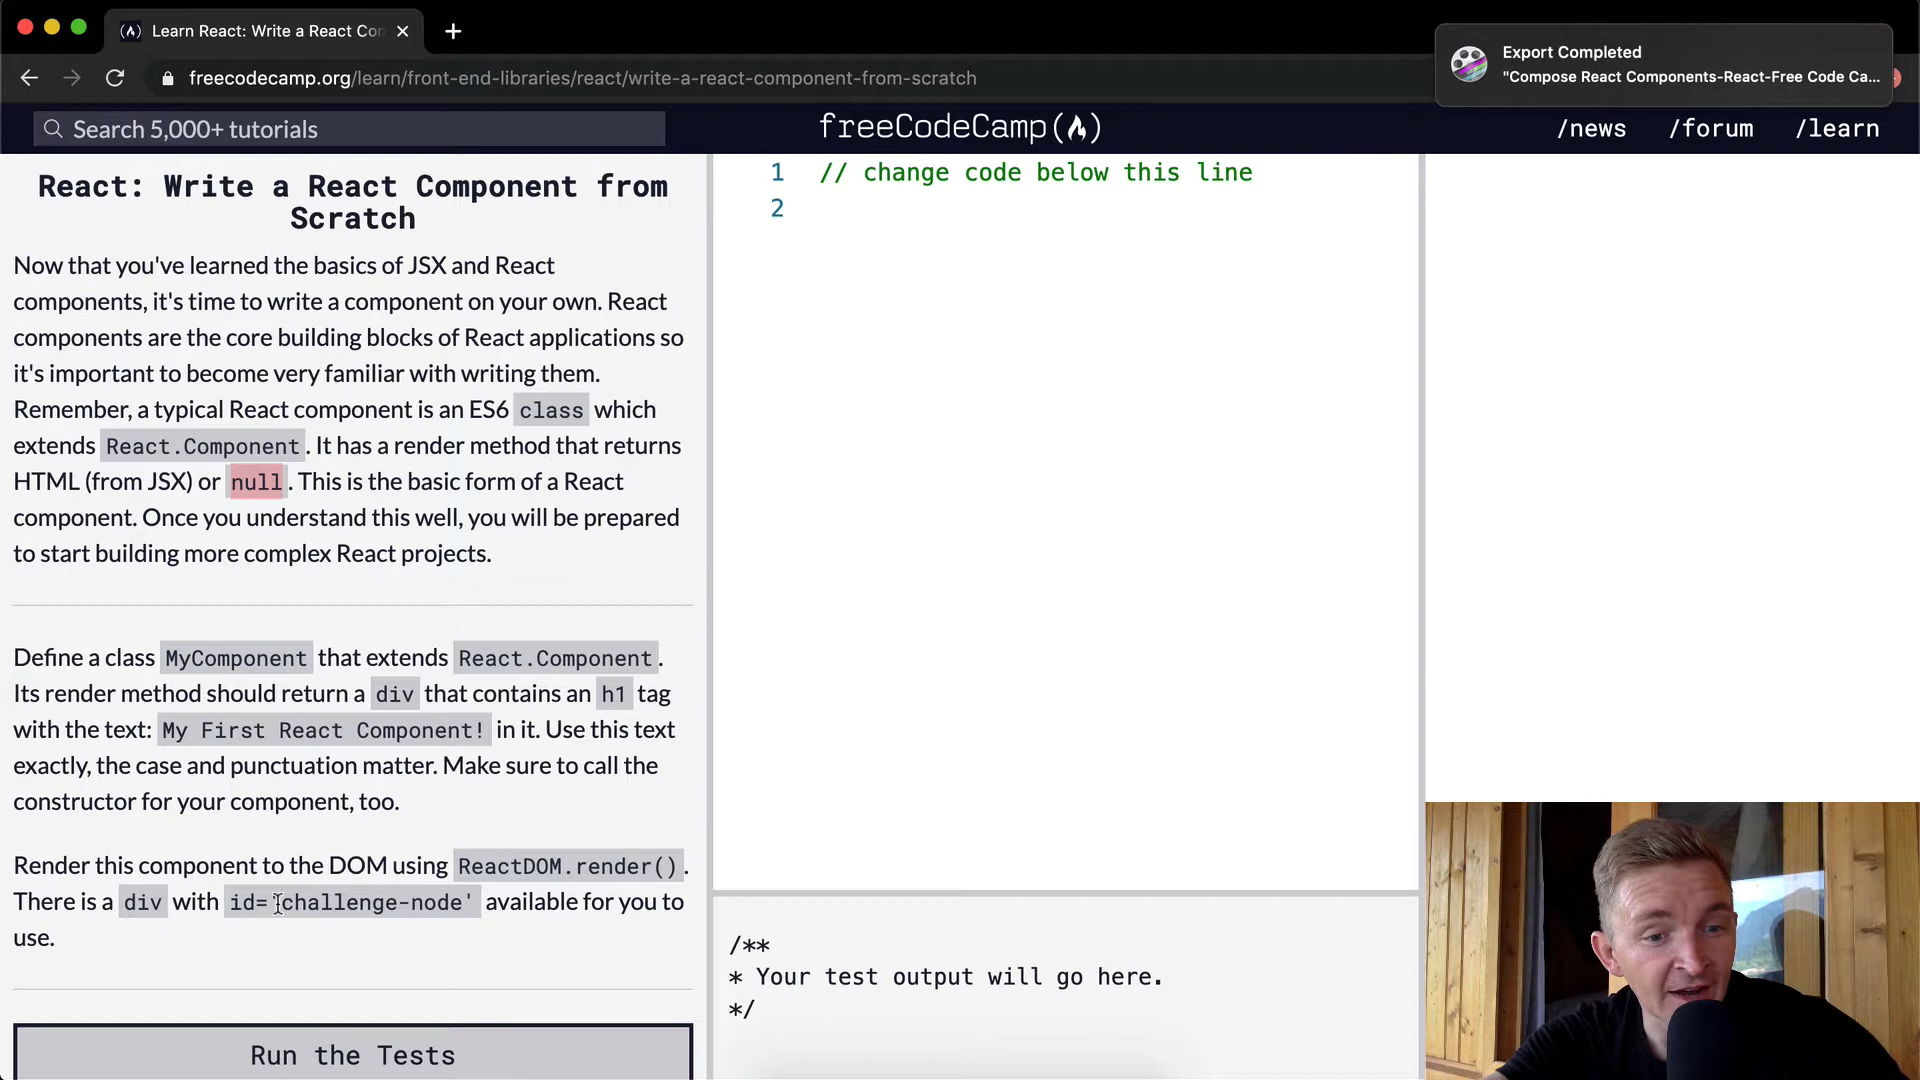 Learn React: Write a React Con
Export Completed
"Compose React Components-React-Free Code Ca...
freecodecamp.org/learn/front-end-libraries/react/write-a-react-component-from-scratch
Search 5,000+ tutorials
freeCodeCamp
/news /forum /learn
React: Write a React Component from
Scratch
Now that you've learned the basics of JSX and React
components, it's time to write a component on your own. React
components are the core building blocks of React applications so
it's important to become very familiar with writing them.
Remember, a typical React component is an ES6 class which
extends React.Component. It has a render method that returns
HTML (from JSX) or null. This is the basic form of a React
component. Once you understand this well, you will be prepared
to start building more complex React projects.
Define a class MyComponent that extends React.Component.
Its render method should return a div that contains an h1 tag
with the text: My First React Component! in it. Use this text
exactly, the case and punctuation matter. Make sure to call the
constructor for your component, too.
Render this component to the DOM using ReactDOM.render().
There is a div with id='challenge-node' available for you to
use.
Run the Tests
1 // change code below this line
2
/**
* Your test output will go here.
*/